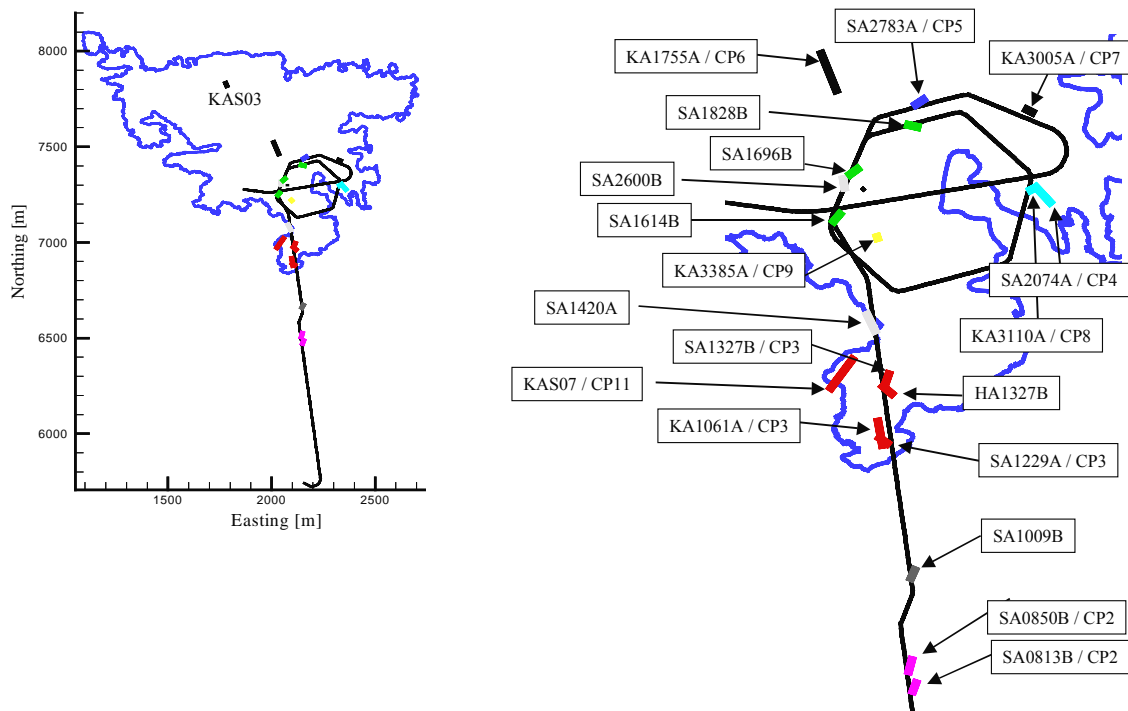 8000
KAS03
7500
7000
6500
6000
Northing [m]
1500
2000
2500
Easting [m]
SA2783A / CP5
KA1755A / CP6
KA3005A / CP7
SA1828B
SA1696B
SA2600B
SA1614B
KA3385A / CP9
SA2074A / CP4
SA1420A
KA3110A / CP8
SA1327B / CP3
KAS07 / CP11
HA1327B
KA1061A / CP3
SA1229A / CP3
SA1009B
SA0850B / CP2
SA0813B / CP2